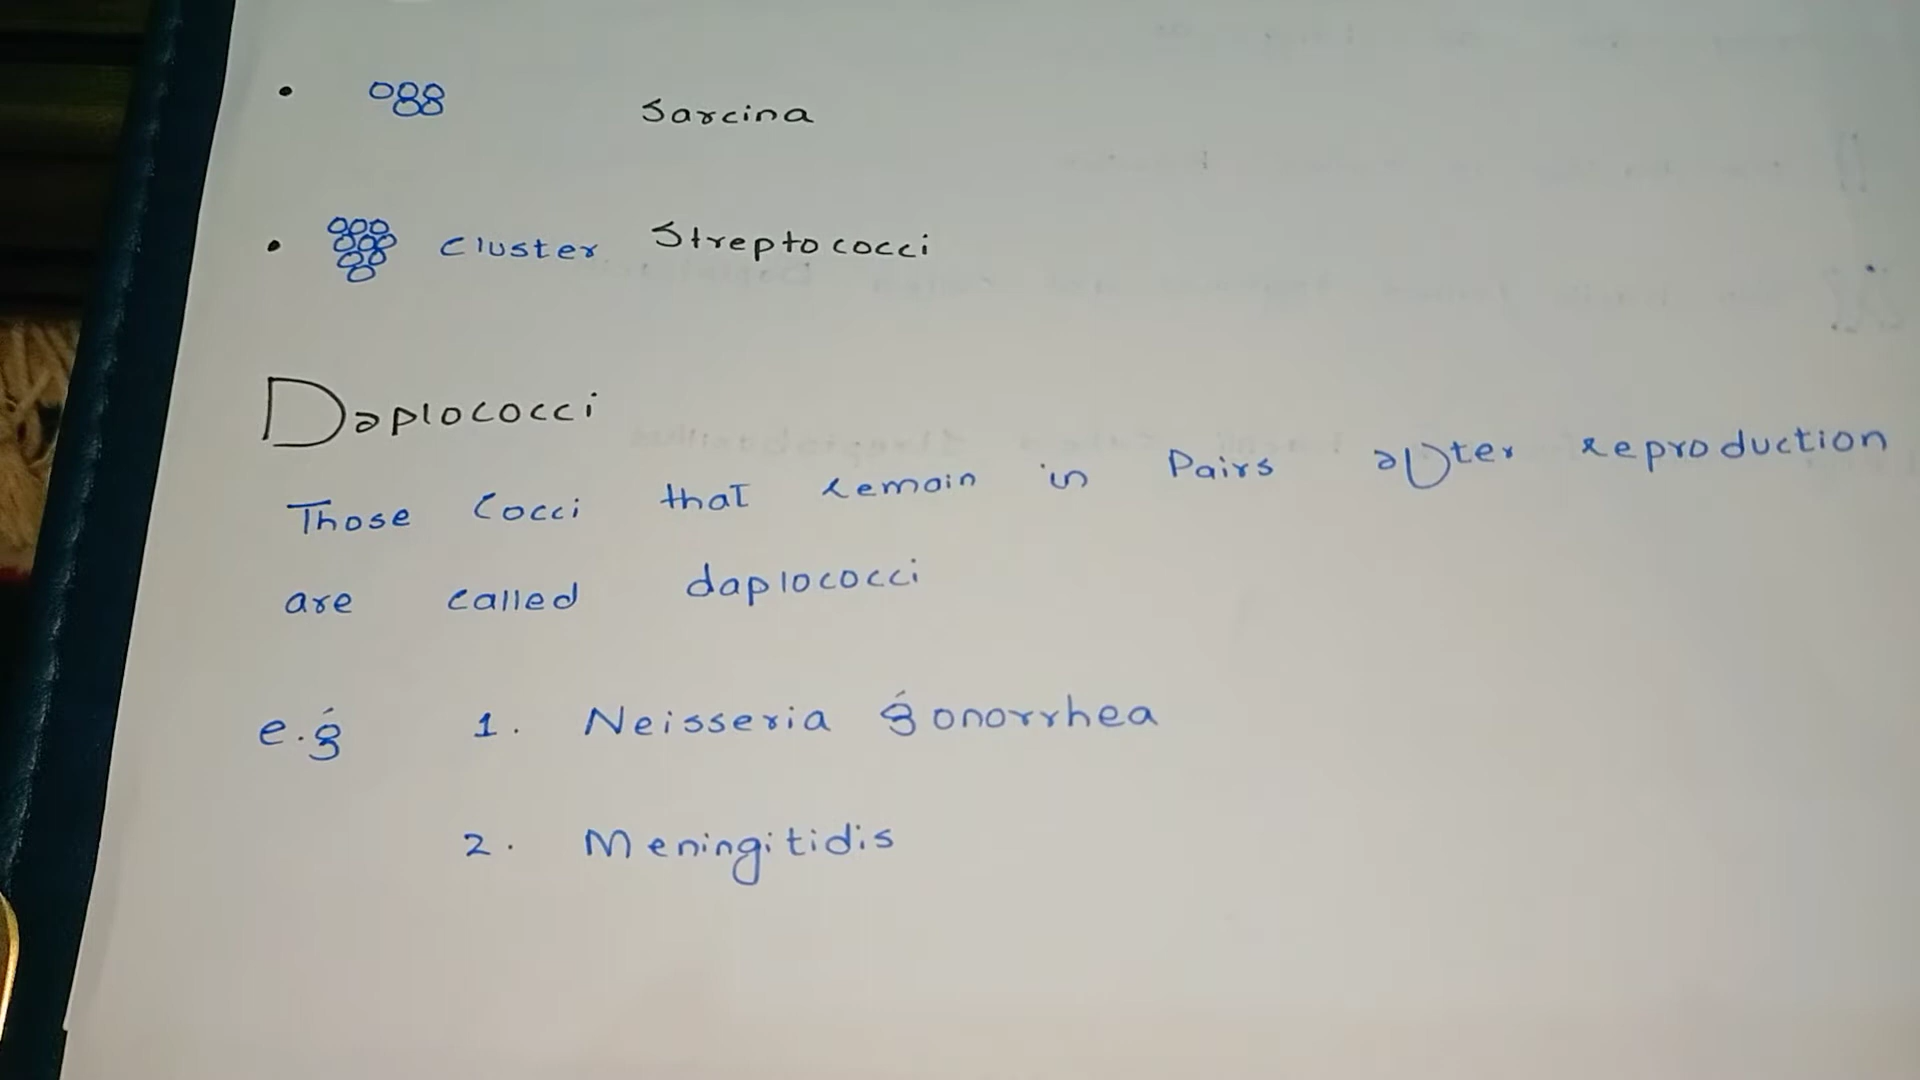 • Sarcina
• Cluster Streptococci
Daplococci
Those Cocci that remain in Pairs after reproduction
are called daplococci
e.g 1. Neisseria gonorrhea
2. Meningitidis